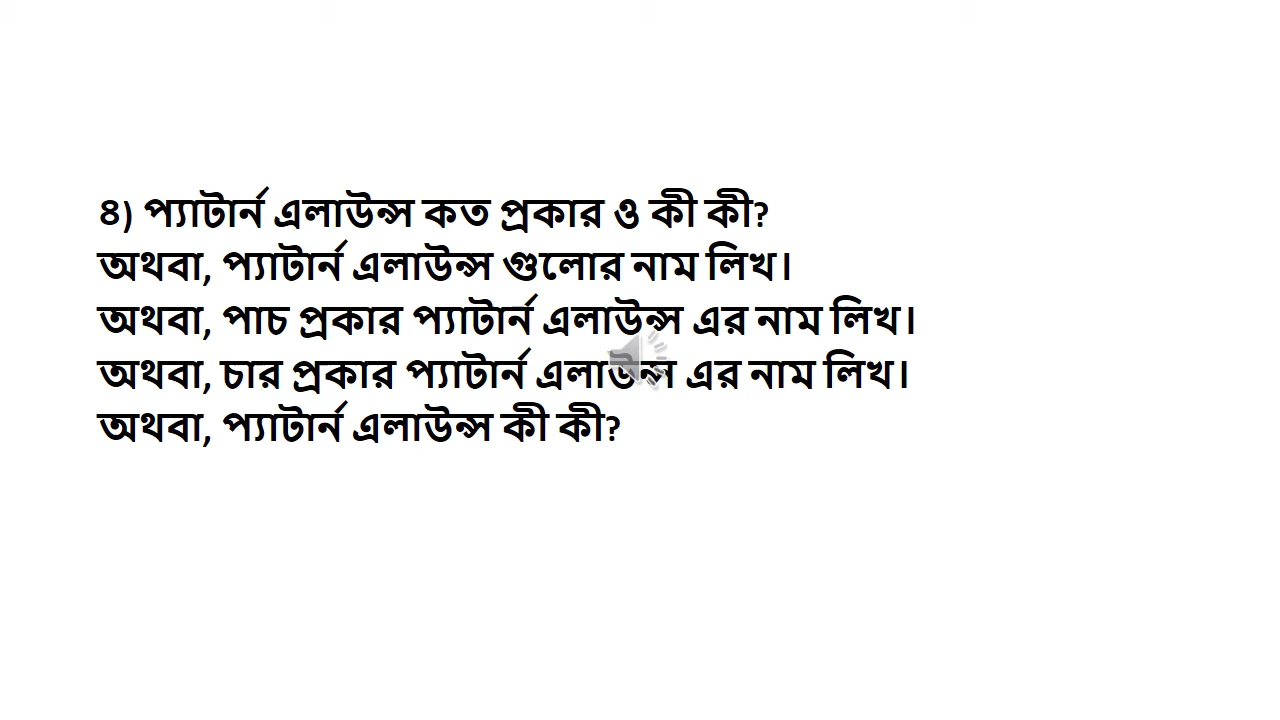 ৪) প্যাটার্ন এলাউন্স কত প্রকার ও কী কী?
অথবা, প্যাটার্ন এলাউন্স গুলোর নাম লিখ।
অথবা, পাচ প্রকার প্যাটার্ন এলাউন্স এর নাম লিখ।
অথবা, চার প্রকার প্যাটার্ন এলাউন্স এর নাম লিখ।
অথবা, প্যাটার্ন এলাউন্স কী কী?